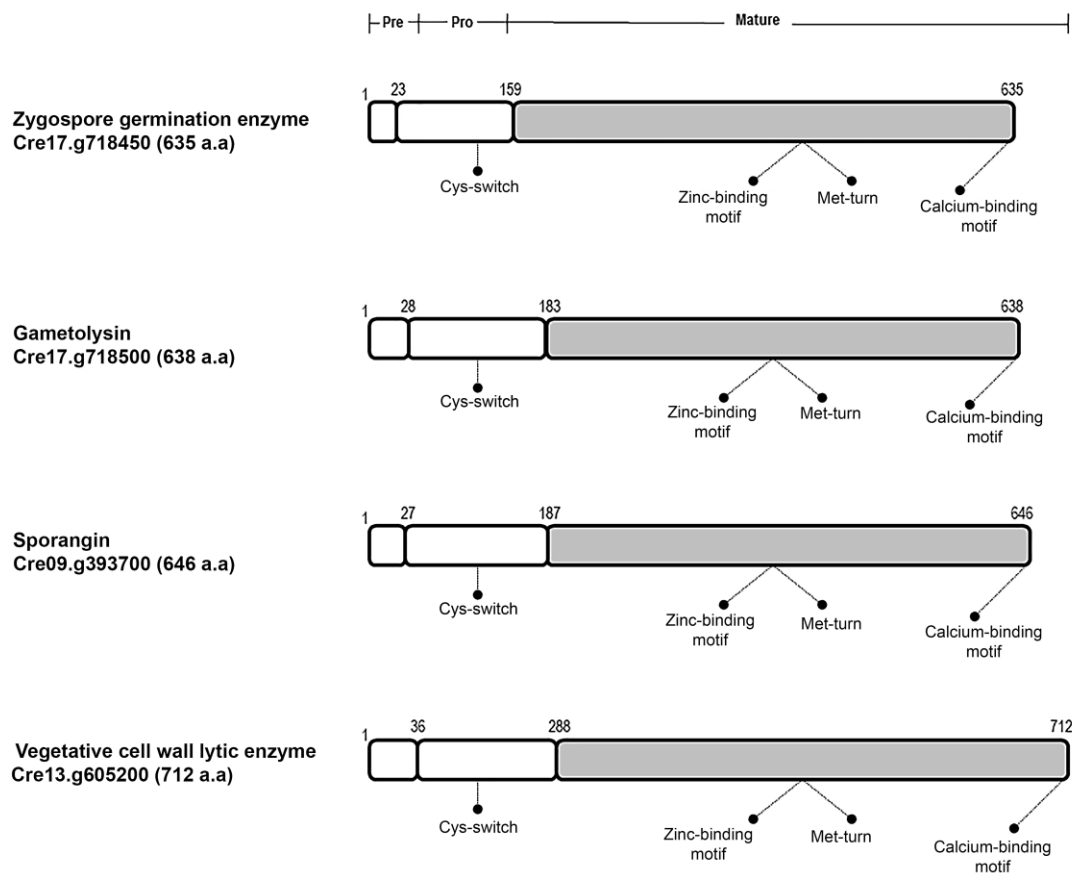 Pre Pro Mature
1 23 159 635
Zygospore germination enzyme
Cre17.g718450 (635 a.a)
Cys-switch
Zinc-binding
motif
Met-turn
Calcium-binding
motif
1 28 183 638
Gametolysin
Cre17.g718500 (638 a.a)
Cys-switch
Zinc-binding
motif
Met-turn
Calcium-binding
motif
1 27 187 646
Sporangin
Cre09.g393700 (646 a.a)
Cys-switch
Zinc-binding
motif
Met-turn
Calcium-binding
motif
1 36 288 712
Vegetative cell wall lytic enzyme
Cre13.g605200 (712 a.a)
Cys-switch
Zinc-binding
motif
Met-turn
Calcium-binding
motif